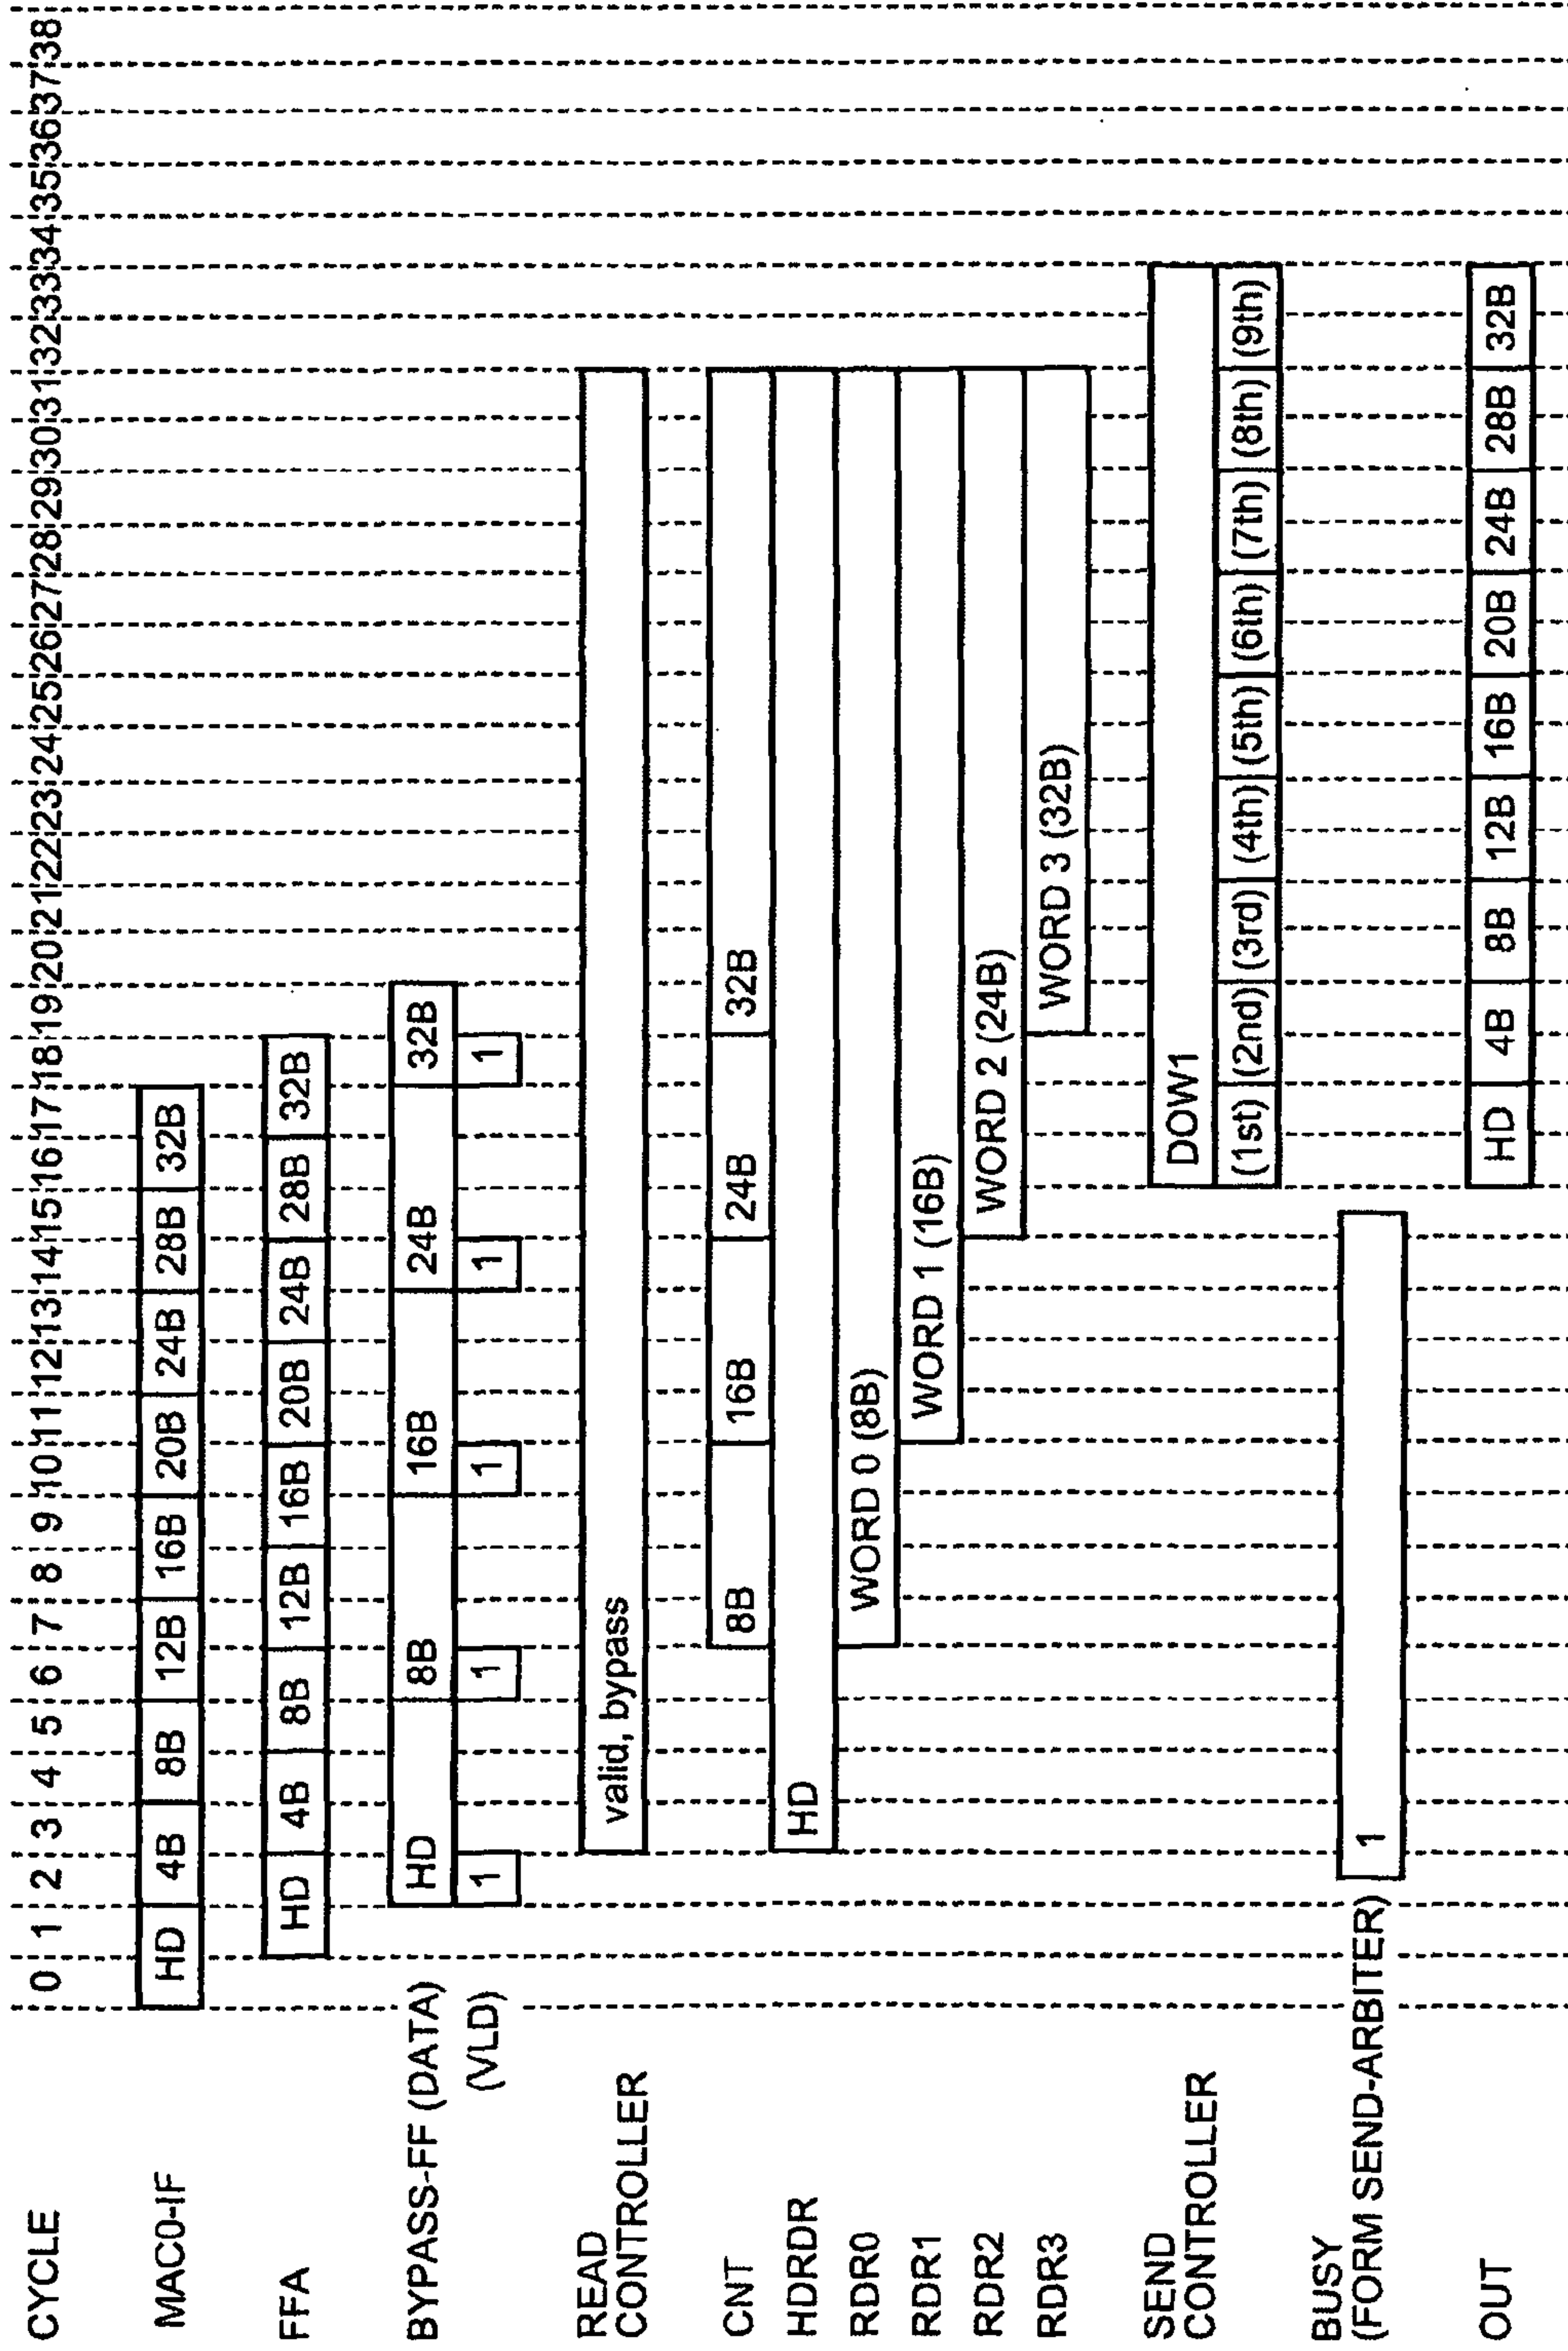 CYCLE 0 1 2 3 4 5 6 7 8 9 10 11 12 13 14 15 16 17 18 19 20 21 22 23 24 25 26 27 28 29 30 31 32 33 34 35 36 37 38
MAC0-IF HD 4B 8B 12B 16B 20B 24B 28B 32B
FFA HD 4B 8B 12B 16B 20B 24B 28B 32B
BYPASS-FF (DATA) HD 8B 16B 24B 32B
(VLD) 1 1 1 1 1
READ
CONTROLLER valid, bypass
CNT 8B 16B 24B 32B
HDRDR HD
RDR0 WORD 0 (8B)
RDR1 WORD 1 (16B)
RDR2 WORD 2 (24B)
RDR3 WORD 3 (32B)
SEND DOW1
CONTROLLER (1st) (2nd) (3rd) (4th) (5th) (6th) (7th) (8th) (9th)
BUSY
(FORM SEND-ARBITER) 1
OUT HD 4B 8B 12B 16B 20B 24B 28B 32B